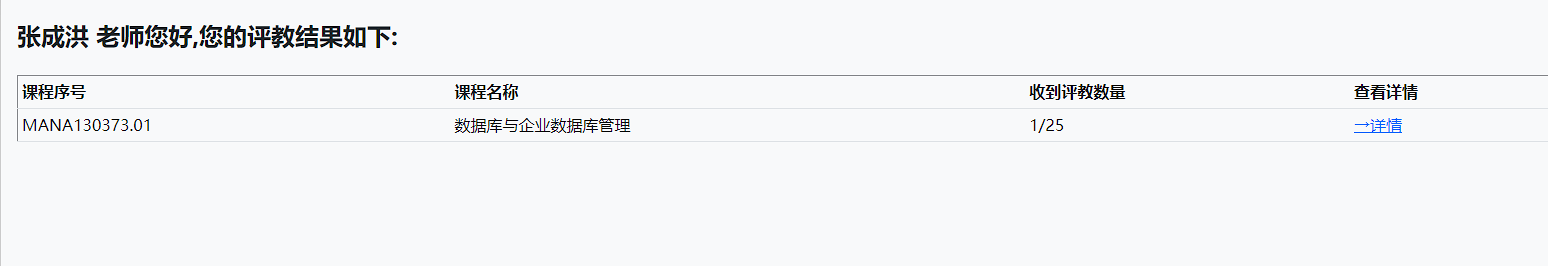 张成洪 老师您好,您的评教结果如下:
课程序号 课程名称 收到评教数量 查看详情
MANA130373.01 数据库与企业数据库管理 1/25 →详情